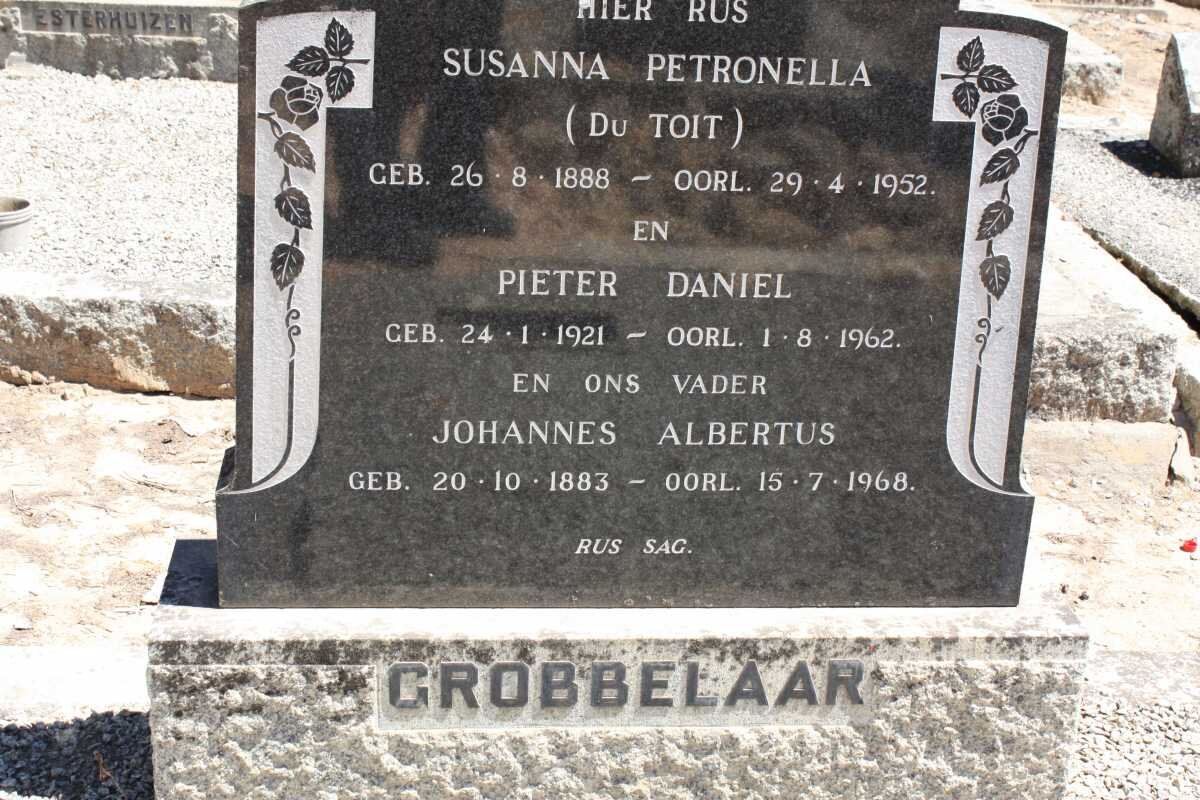 ESTERHUIZEN
HIER RUS
SUSANNA PETRONELLA
(DU TOIT)
GEB. 26·8·1888 – OORL. 29·4·1952.
EN
PIETER DANIEL
GEB. 24·1·1921 – OORL. 1·8·1962.
EN ONS VADER
JOHANNES ALBERTUS
GEB. 20·10·1883 – OORL. 15·7·1968.
RUS SAG.
GROBBELAAR